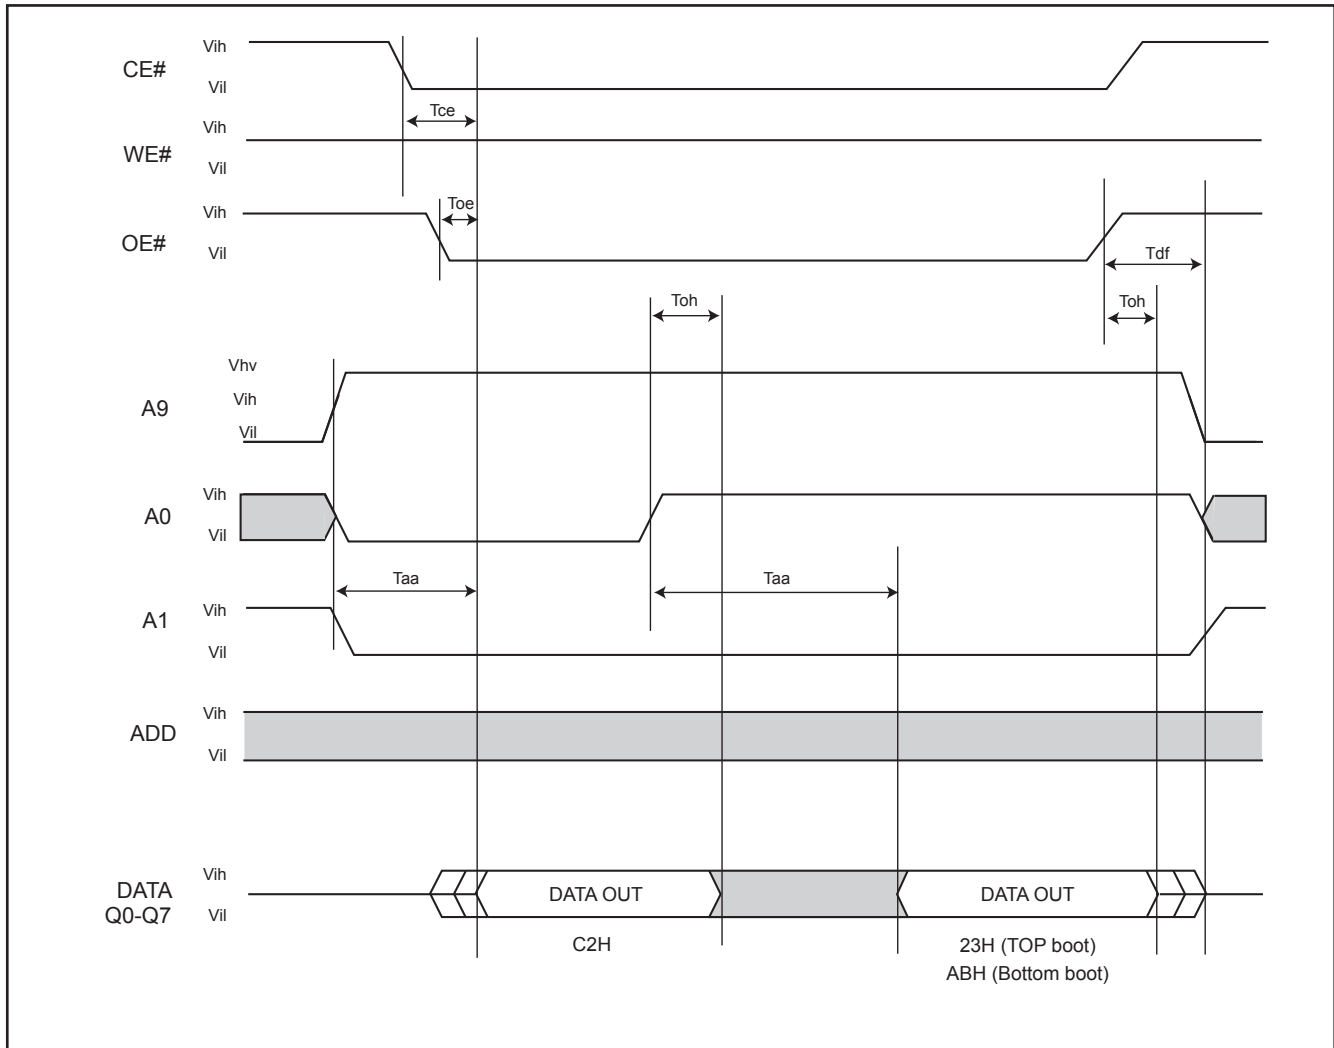 CE#
Vih
Vil
Tce
WE#
Vih
Vil
OE#
Vih
Vil
Toe
Tdf
Toh
Toh
A9
Vhv
Vih
Vil
A0
Vih
Vil
Taa
Taa
A1
Vih
Vil
ADD
Vih
Vil
DATA
Q0-Q7
Vih
Vil
DATA OUT
DATA OUT
C2H
23H (TOP boot)
ABH (Bottom boot)